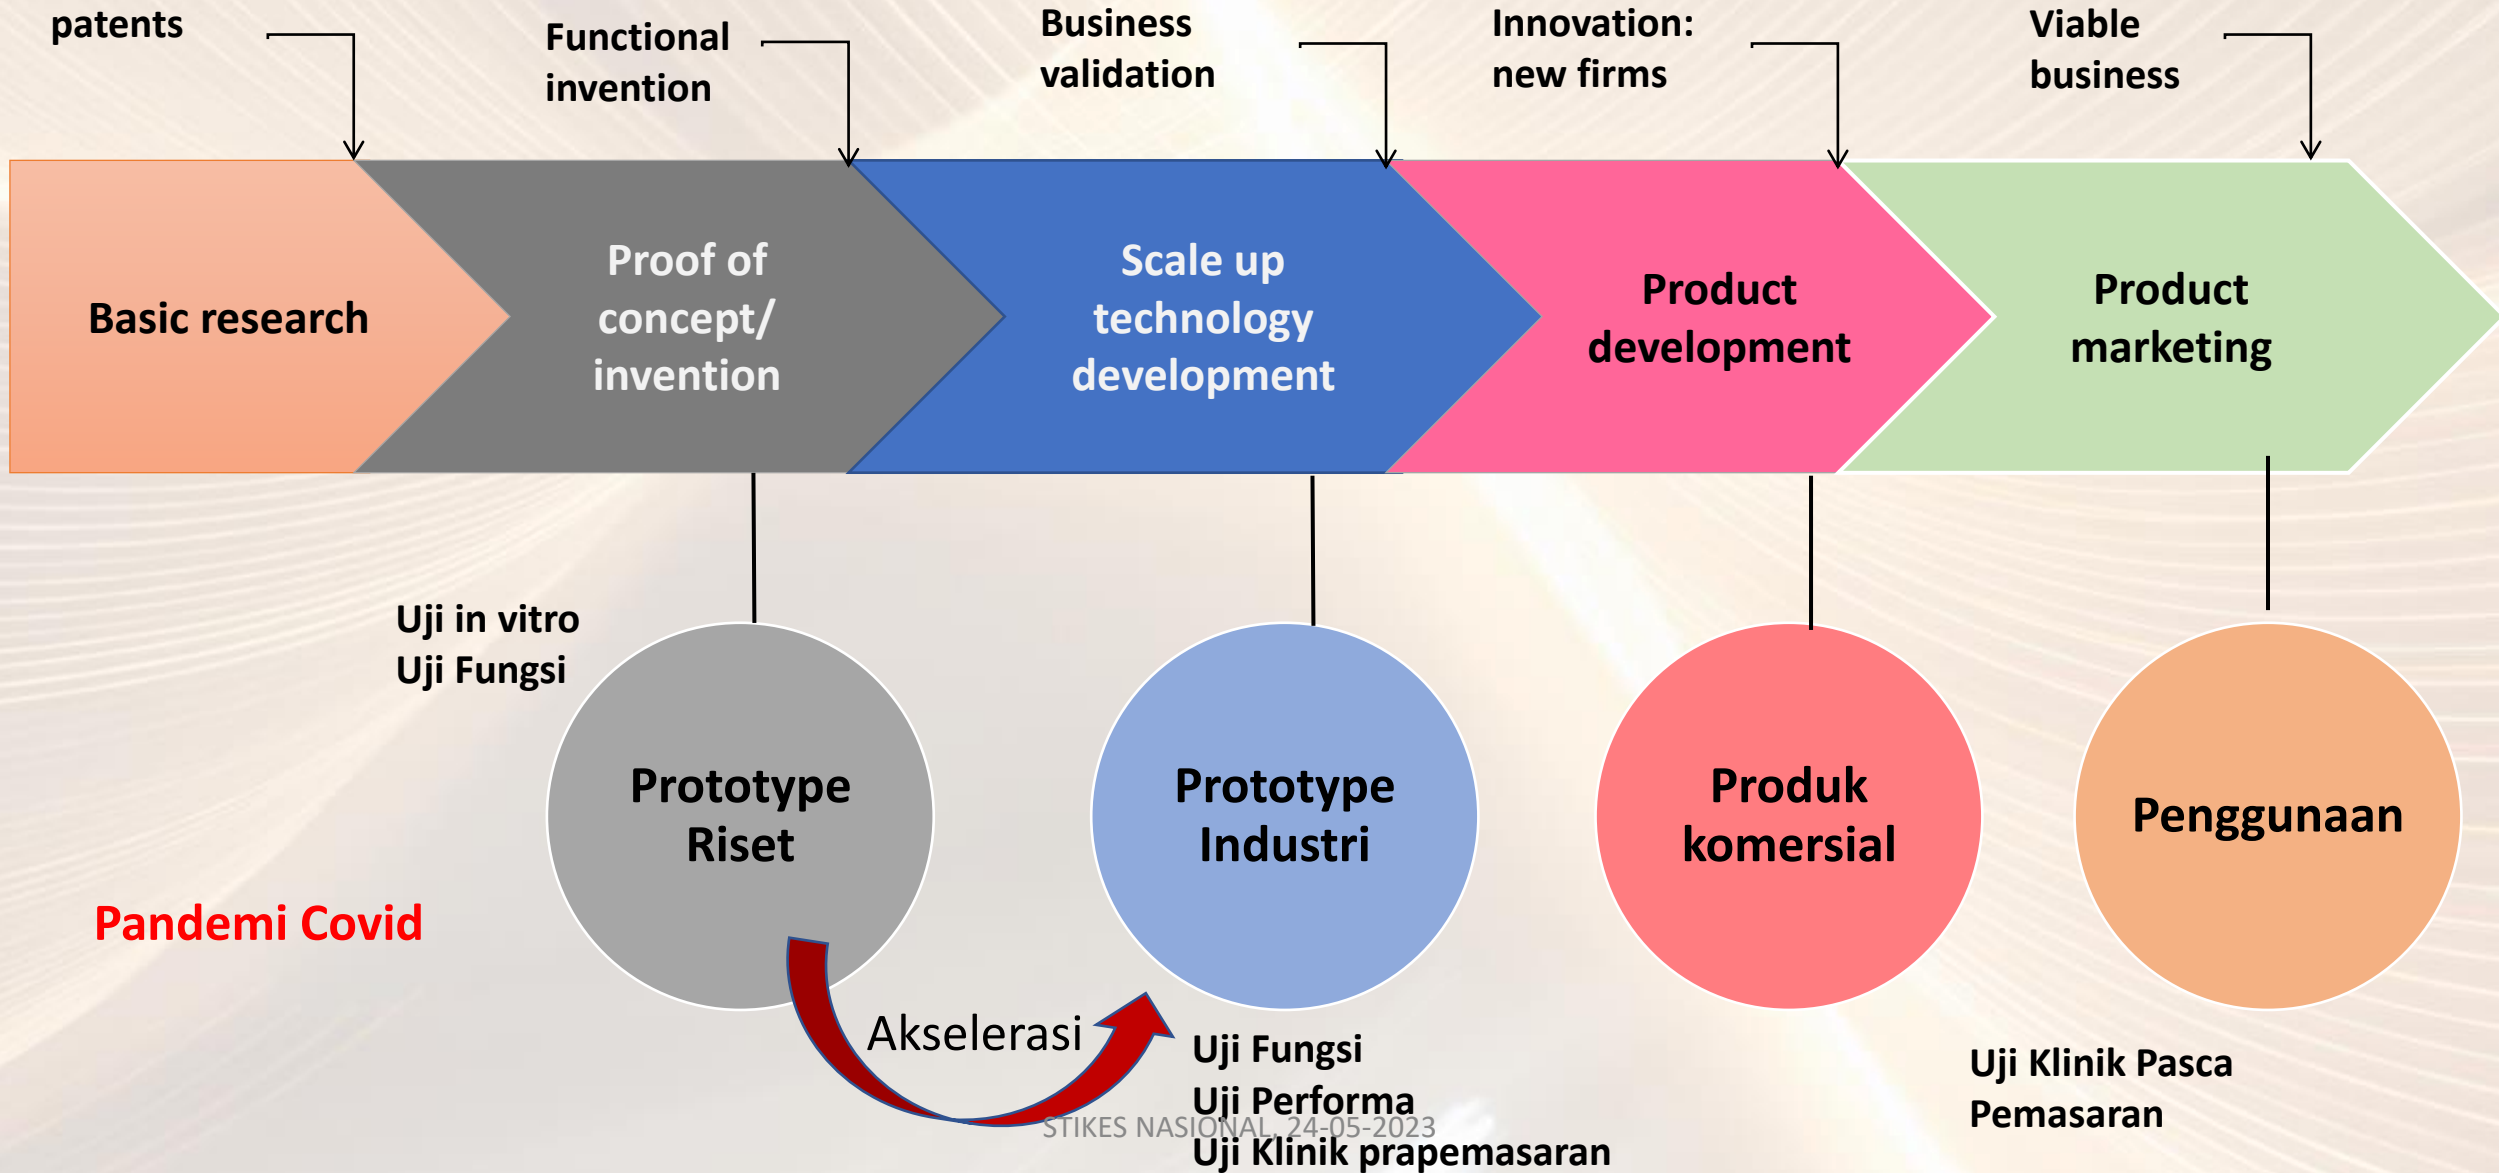 patents
Functional
invention
Business
validation
Innovation:
new firms
Viable
business
Basic research
Proof of
concept/
invention
Scale up
technology
development
Product
development
Product
marketing
Uji in vitro
Uji Fungsi
Prototype
Riset
Prototype
Industri
Produk
komersial
Penggunaan
Pandemi Covid
Akselerasi
Uji Fungsi
Uji Performa
STIKES NASIONAL, 24-05-2023
Uji Klinik prapemasaran
Uji Klinik Pasca
Pemasaran